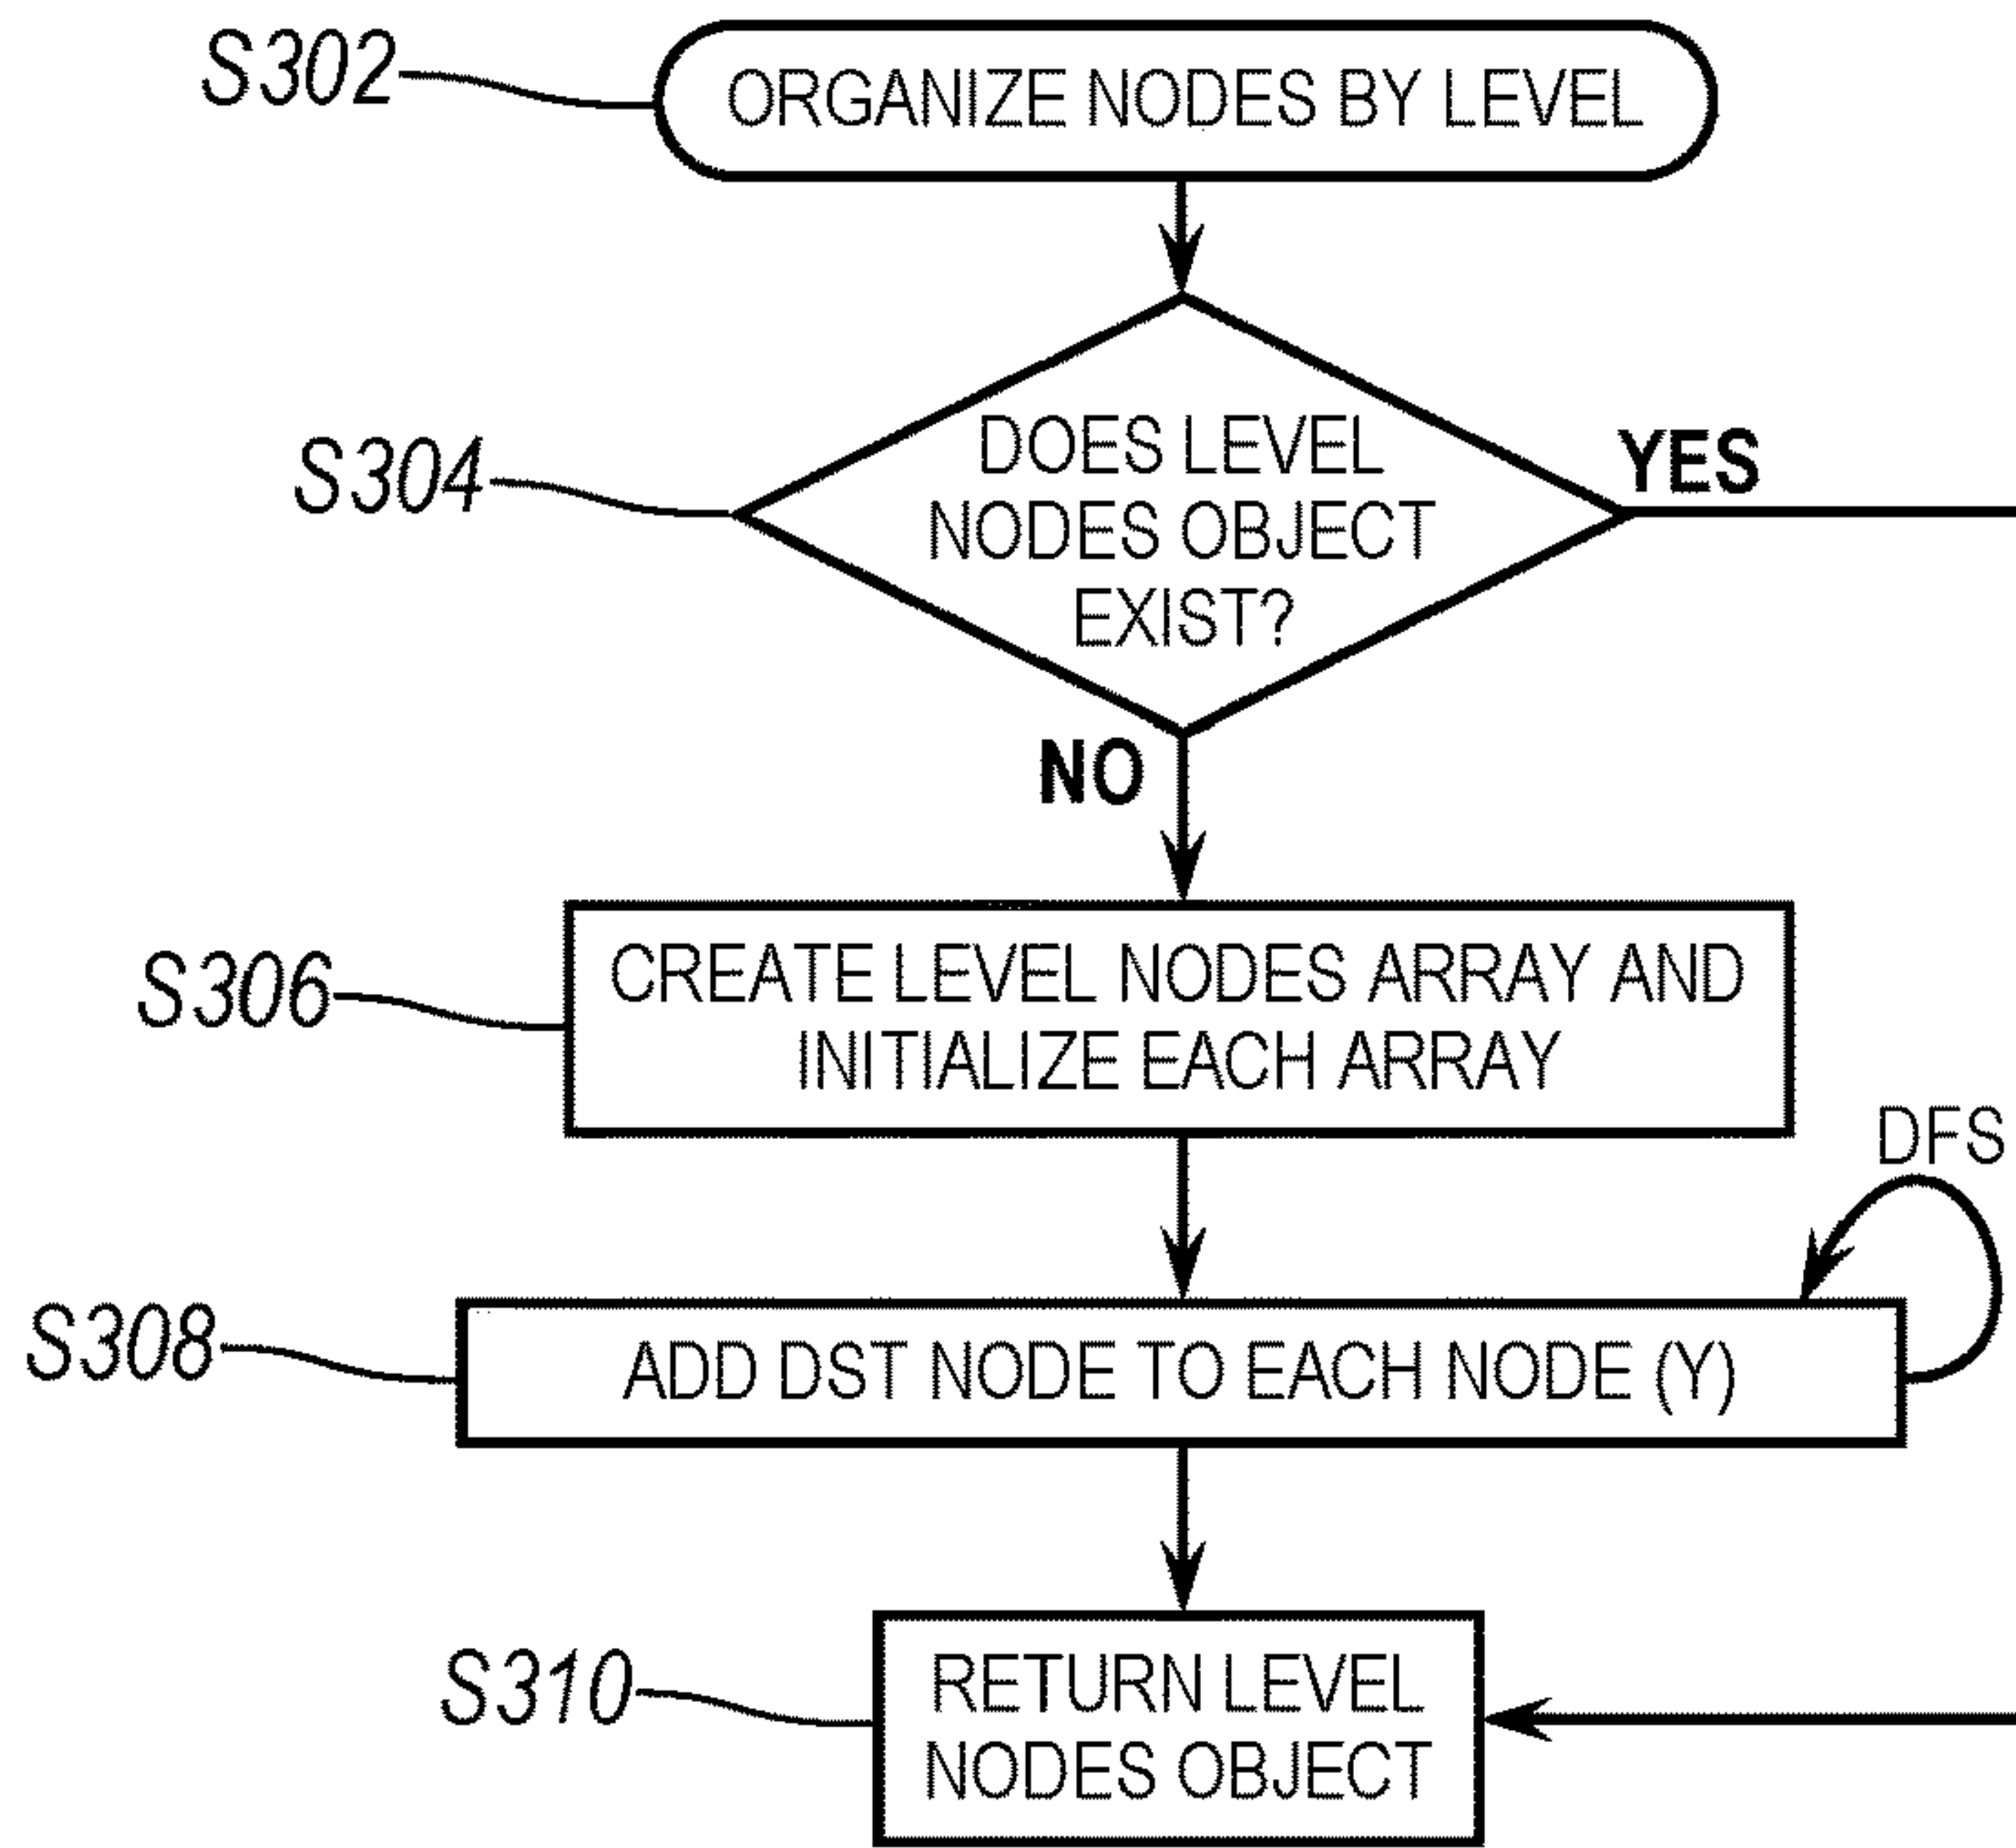 S302
ORGANIZE NODES BY LEVEL
S304
DOES LEVEL
NODES OBJECT
EXIST?
YES
NO
S306
CREATE LEVEL NODES ARRAY AND
INITIALIZE EACH ARRAY
DFS
S308
ADD DST NODE TO EACH NODE (Y)
S310
RETURN LEVEL
NODES OBJECT